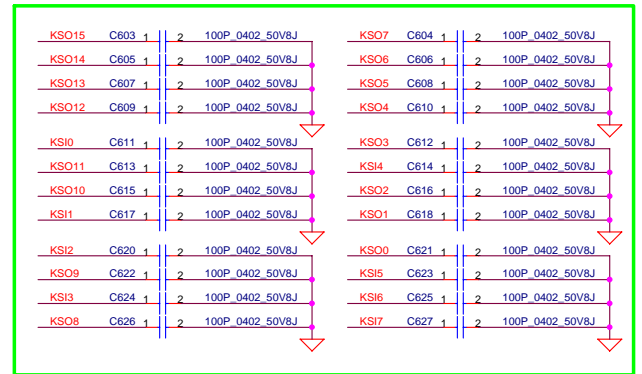 KSO15 C603 1 2 100P_0402_50V8J KSO7 C604 1 2 100P_0402_50V8J
KSO14 C605 1 2 100P_0402_50V8J KSO6 C606 1 2 100P_0402_50V8J
KSO13 C607 1 2 100P_0402_50V8J KSO5 C608 1 2 100P_0402_50V8J
KSO12 C609 1 2 100P_0402_50V8J KSO4 C610 1 2 100P_0402_50V8J
KSI0 C611 1 2 100P_0402_50V8J KSO3 C612 1 2 100P_0402_50V8J
KSO11 C613 1 2 100P_0402_50V8J KSI4 C614 1 2 100P_0402_50V8J
KSO10 C615 1 2 100P_0402_50V8J KSO2 C616 1 2 100P_0402_50V8J
KSI1 C617 1 2 100P_0402_50V8J KSO1 C618 1 2 100P_0402_50V8J
KSI2 C620 1 2 100P_0402_50V8J KSO0 C621 1 2 100P_0402_50V8J
KSO9 C622 1 2 100P_0402_50V8J KSI5 C623 1 2 100P_0402_50V8J
KSI3 C624 1 2 100P_0402_50V8J KSI6 C625 1 2 100P_0402_50V8J
KSO8 C626 1 2 100P_0402_50V8J KSI7 C627 1 2 100P_0402_50V8J